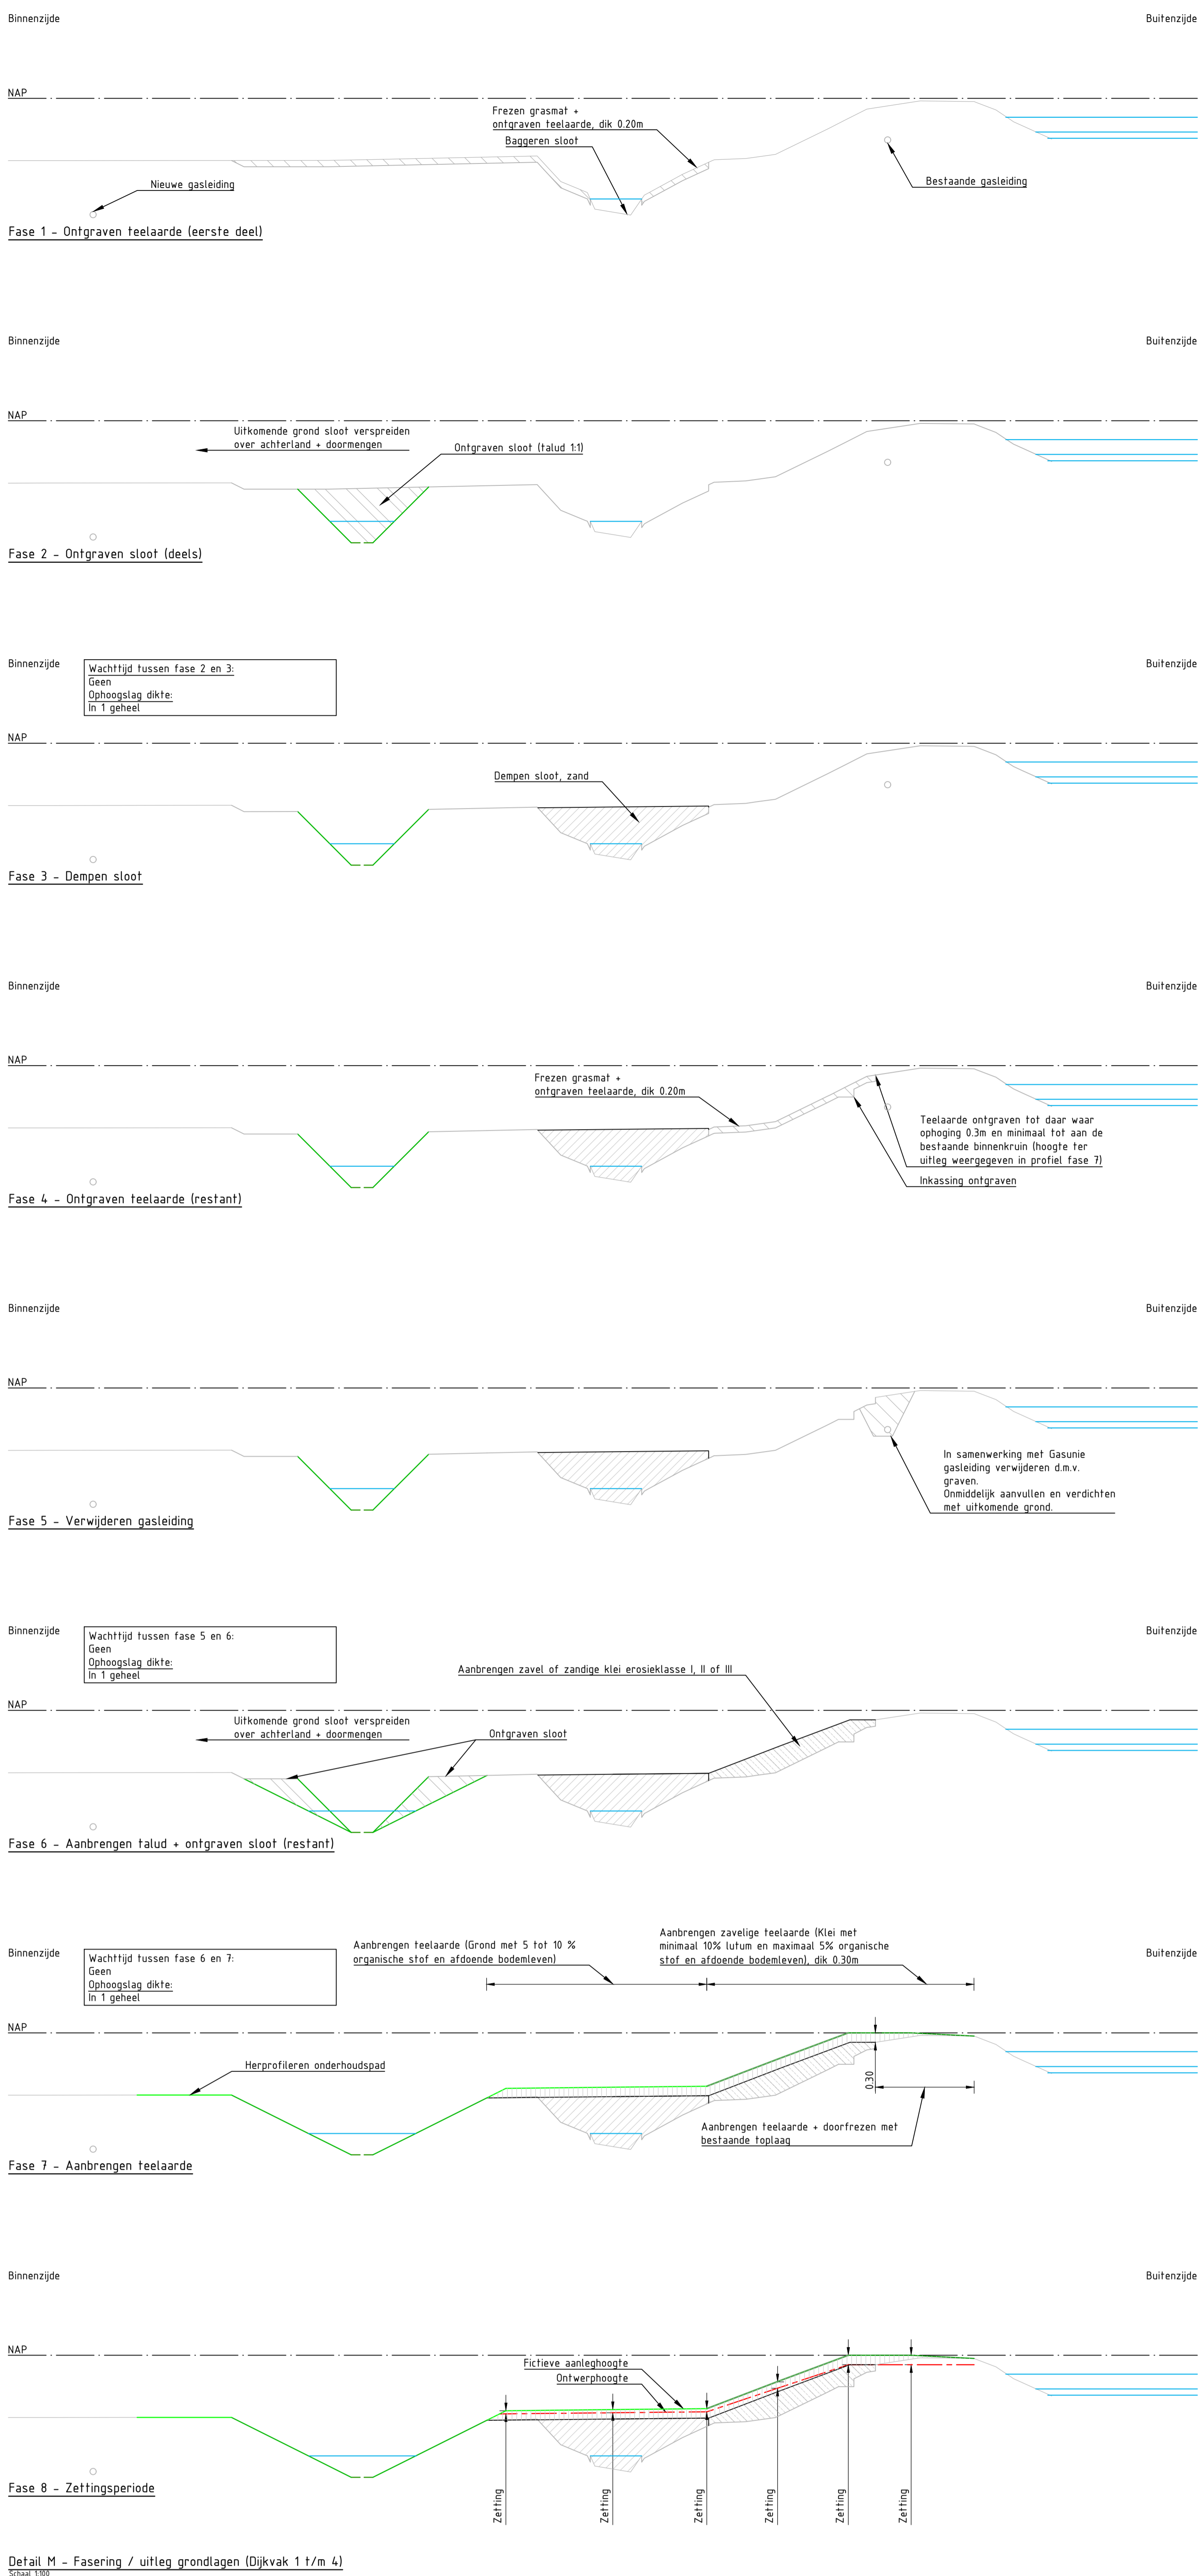 Binnenzijde
Buitenzijde
NAP
Frezen grasmat +
ontgraven teelaarde, dik 0.20m
Baggeren sloot
Nieuwe gasleiding
Bestaande gasleiding
Fase 1 - Ontgraven teelaarde (eerste deel)
Binnenzijde
Buitenzijde
NAP
Uitkomende grond sloot verspreiden
over achterland + doormengen
Ontgraven sloot (talud 1:1)
Fase 2 - Ontgraven sloot (deels)
Binnenzijde
Buitenzijde
Wachttijd tussen fase 2 en 3:
Geen
Ophoogslag dikte:
In 1 geheel
NAP
Dempen sloot, zand
Fase 3 - Dempen sloot
Binnenzijde
Buitenzijde
NAP
Frezen grasmat +
ontgraven teelaarde, dik 0.20m
Teelaarde ontgraven tot daar waar
ophoging 0.3m en minimaal tot aan de
bestaande binnenkruin (hoogte ter
uitleg weergegeven in profiel fase 7)
Inkassing ontgraven
Fase 4 - Ontgraven teelaarde (restant)
Binnenzijde
Buitenzijde
NAP
In samenwerking met Gasunie
gasleiding verwijderen d.m.v.
graven.
Onmiddelijk aanvullen en verdichten
met uitkomende grond.
Fase 5 - Verwijderen gasleiding
Binnenzijde
Buitenzijde
Wachttijd tussen fase 5 en 6:
Geen
Ophoogslag dikte:
In 1 geheel
Aanbrengen zavel of zandige klei erosieklasse I, II of III
NAP
Uitkomende grond sloot verspreiden
over achterland + doormengen
Ontgraven sloot
Fase 6 - Aanbrengen talud + ontgraven sloot (restant)
Binnenzijde
Buitenzijde
Wachttijd tussen fase 6 en 7:
Geen
Ophoogslag dikte:
In 1 geheel
Aanbrengen teelaarde (Grond met 5 tot 10 %
organische stof en afdoende bodemleven)
Aanbrengen zavelige teelaarde (Klei met
minimaal 10% lutum en maximaal 5% organische
stof en afdoende bodemleven), dik 0.30m
NAP
Herprofileren onderhoudspad
0.30
Aanbrengen teelaarde + doorfrezen met
bestaande toplaag
Fase 7 - Aanbrengen teelaarde
Binnenzijde
Buitenzijde
NAP
Fictieve aanleghoogte
Ontwerphoogte
Zetting
Zetting
Zetting
Zetting
Zetting
Zetting
Fase 8 - Zettingsperiode
Detail M - Fasering / uitleg grondlagen (Dijkvak 1 t/m 4)
Schaal 1:100